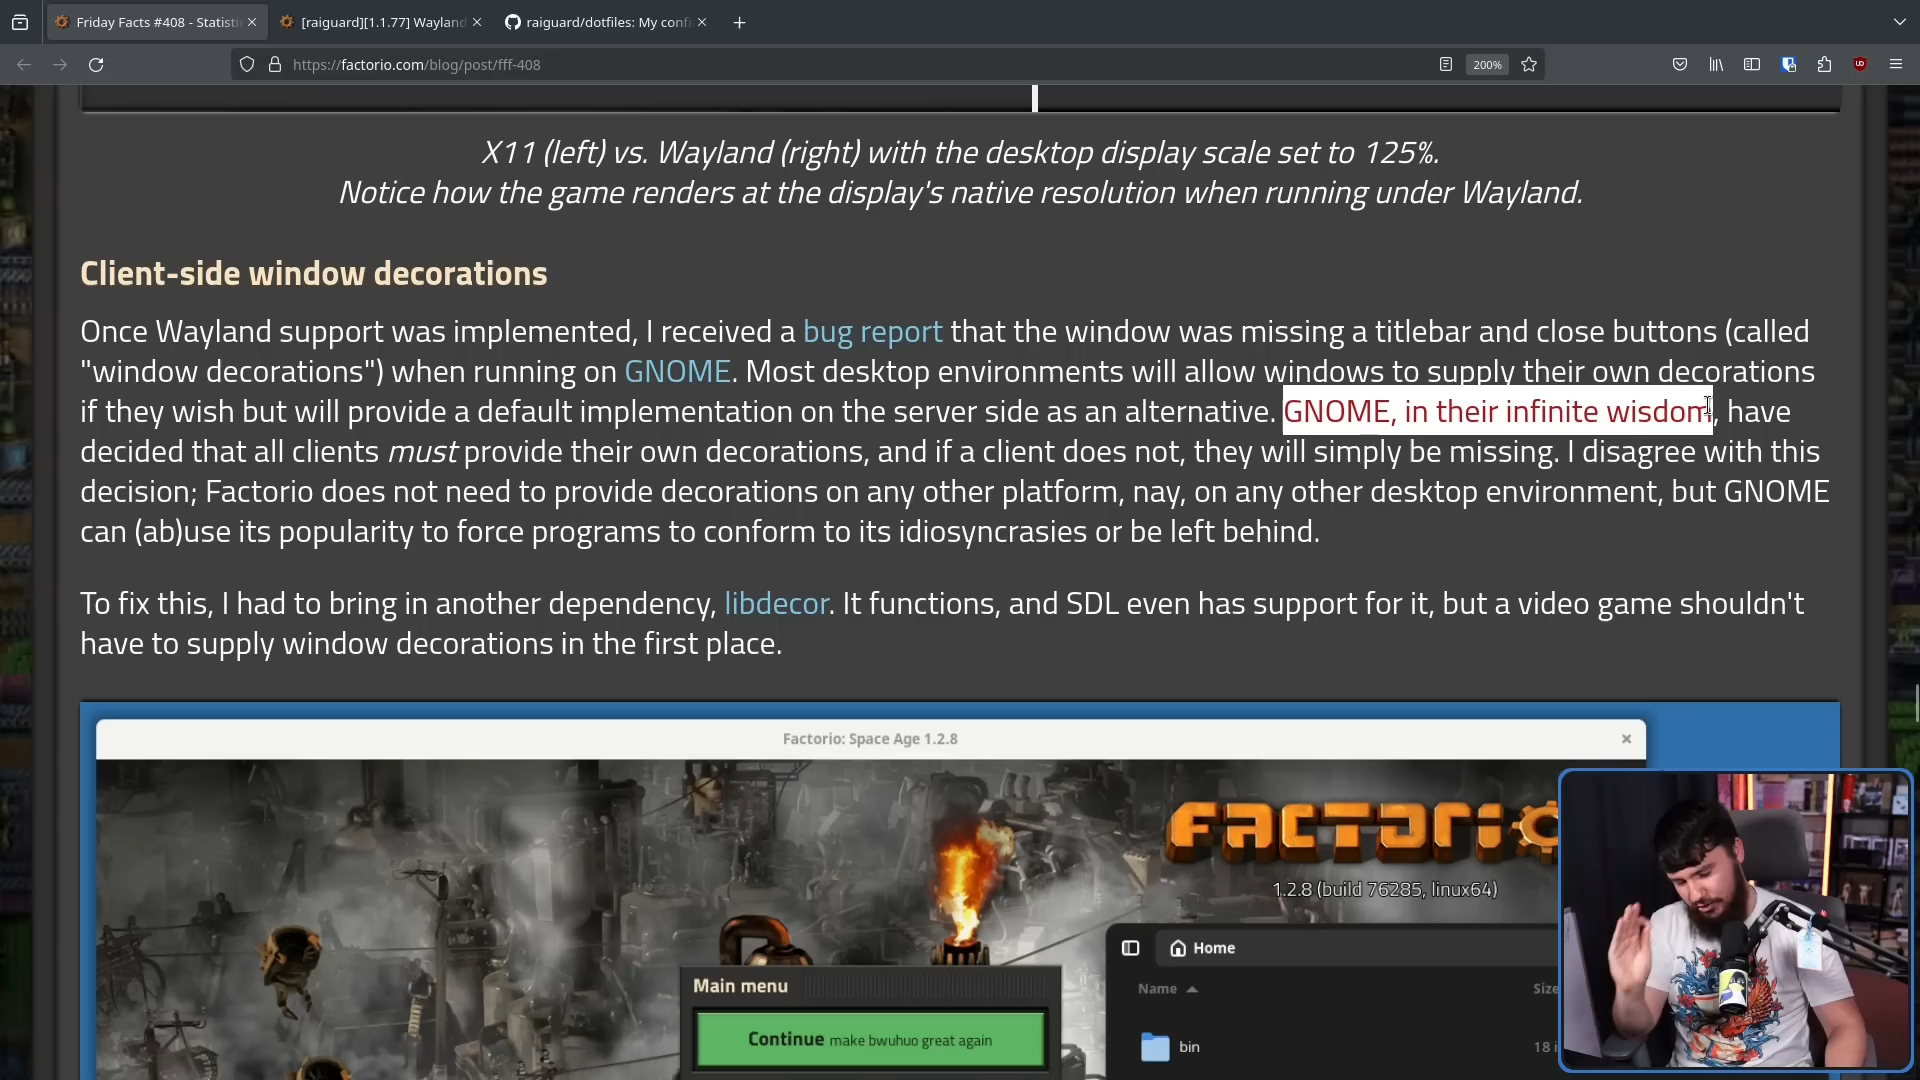 Friday Facts #408 - Statisti
[raiguard][1.1.77] Wayland
raiguard/dotfiles: My confi
https://factorio.com/blog/post/fff-408
200%
X11 (left) vs. Wayland (right) with the desktop display scale set to 125%.
Notice how the game renders at the display's native resolution when running under Wayland.
Client-side window decorations
Once Wayland support was implemented, I received a bug report that the window was missing a titlebar and close buttons (called
"window decorations") when running on GNOME. Most desktop environments will allow windows to supply their own decorations
if they wish but will provide a default implementation on the server side as an alternative. GNOME, in their infinite wisdom, have
decided that all clients must provide their own decorations, and if a client does not, they will simply be missing. I disagree with this
decision; Factorio does not need to provide decorations on any other platform, nay, on any other desktop environment, but GNOME
can (ab)use its popularity to force programs to conform to its idiosyncrasies or be left behind.
To fix this, I had to bring in another dependency, libdecor. It functions, and SDL even has support for it, but a video game shouldn't
have to supply window decorations in the first place.
Factorio: Space Age 1.2.8
FACTORIO
1.2.8 (build 76285, linux64)
Home
Main menu
Name
Size
Continue make bwuhuo great again
bin
18 i